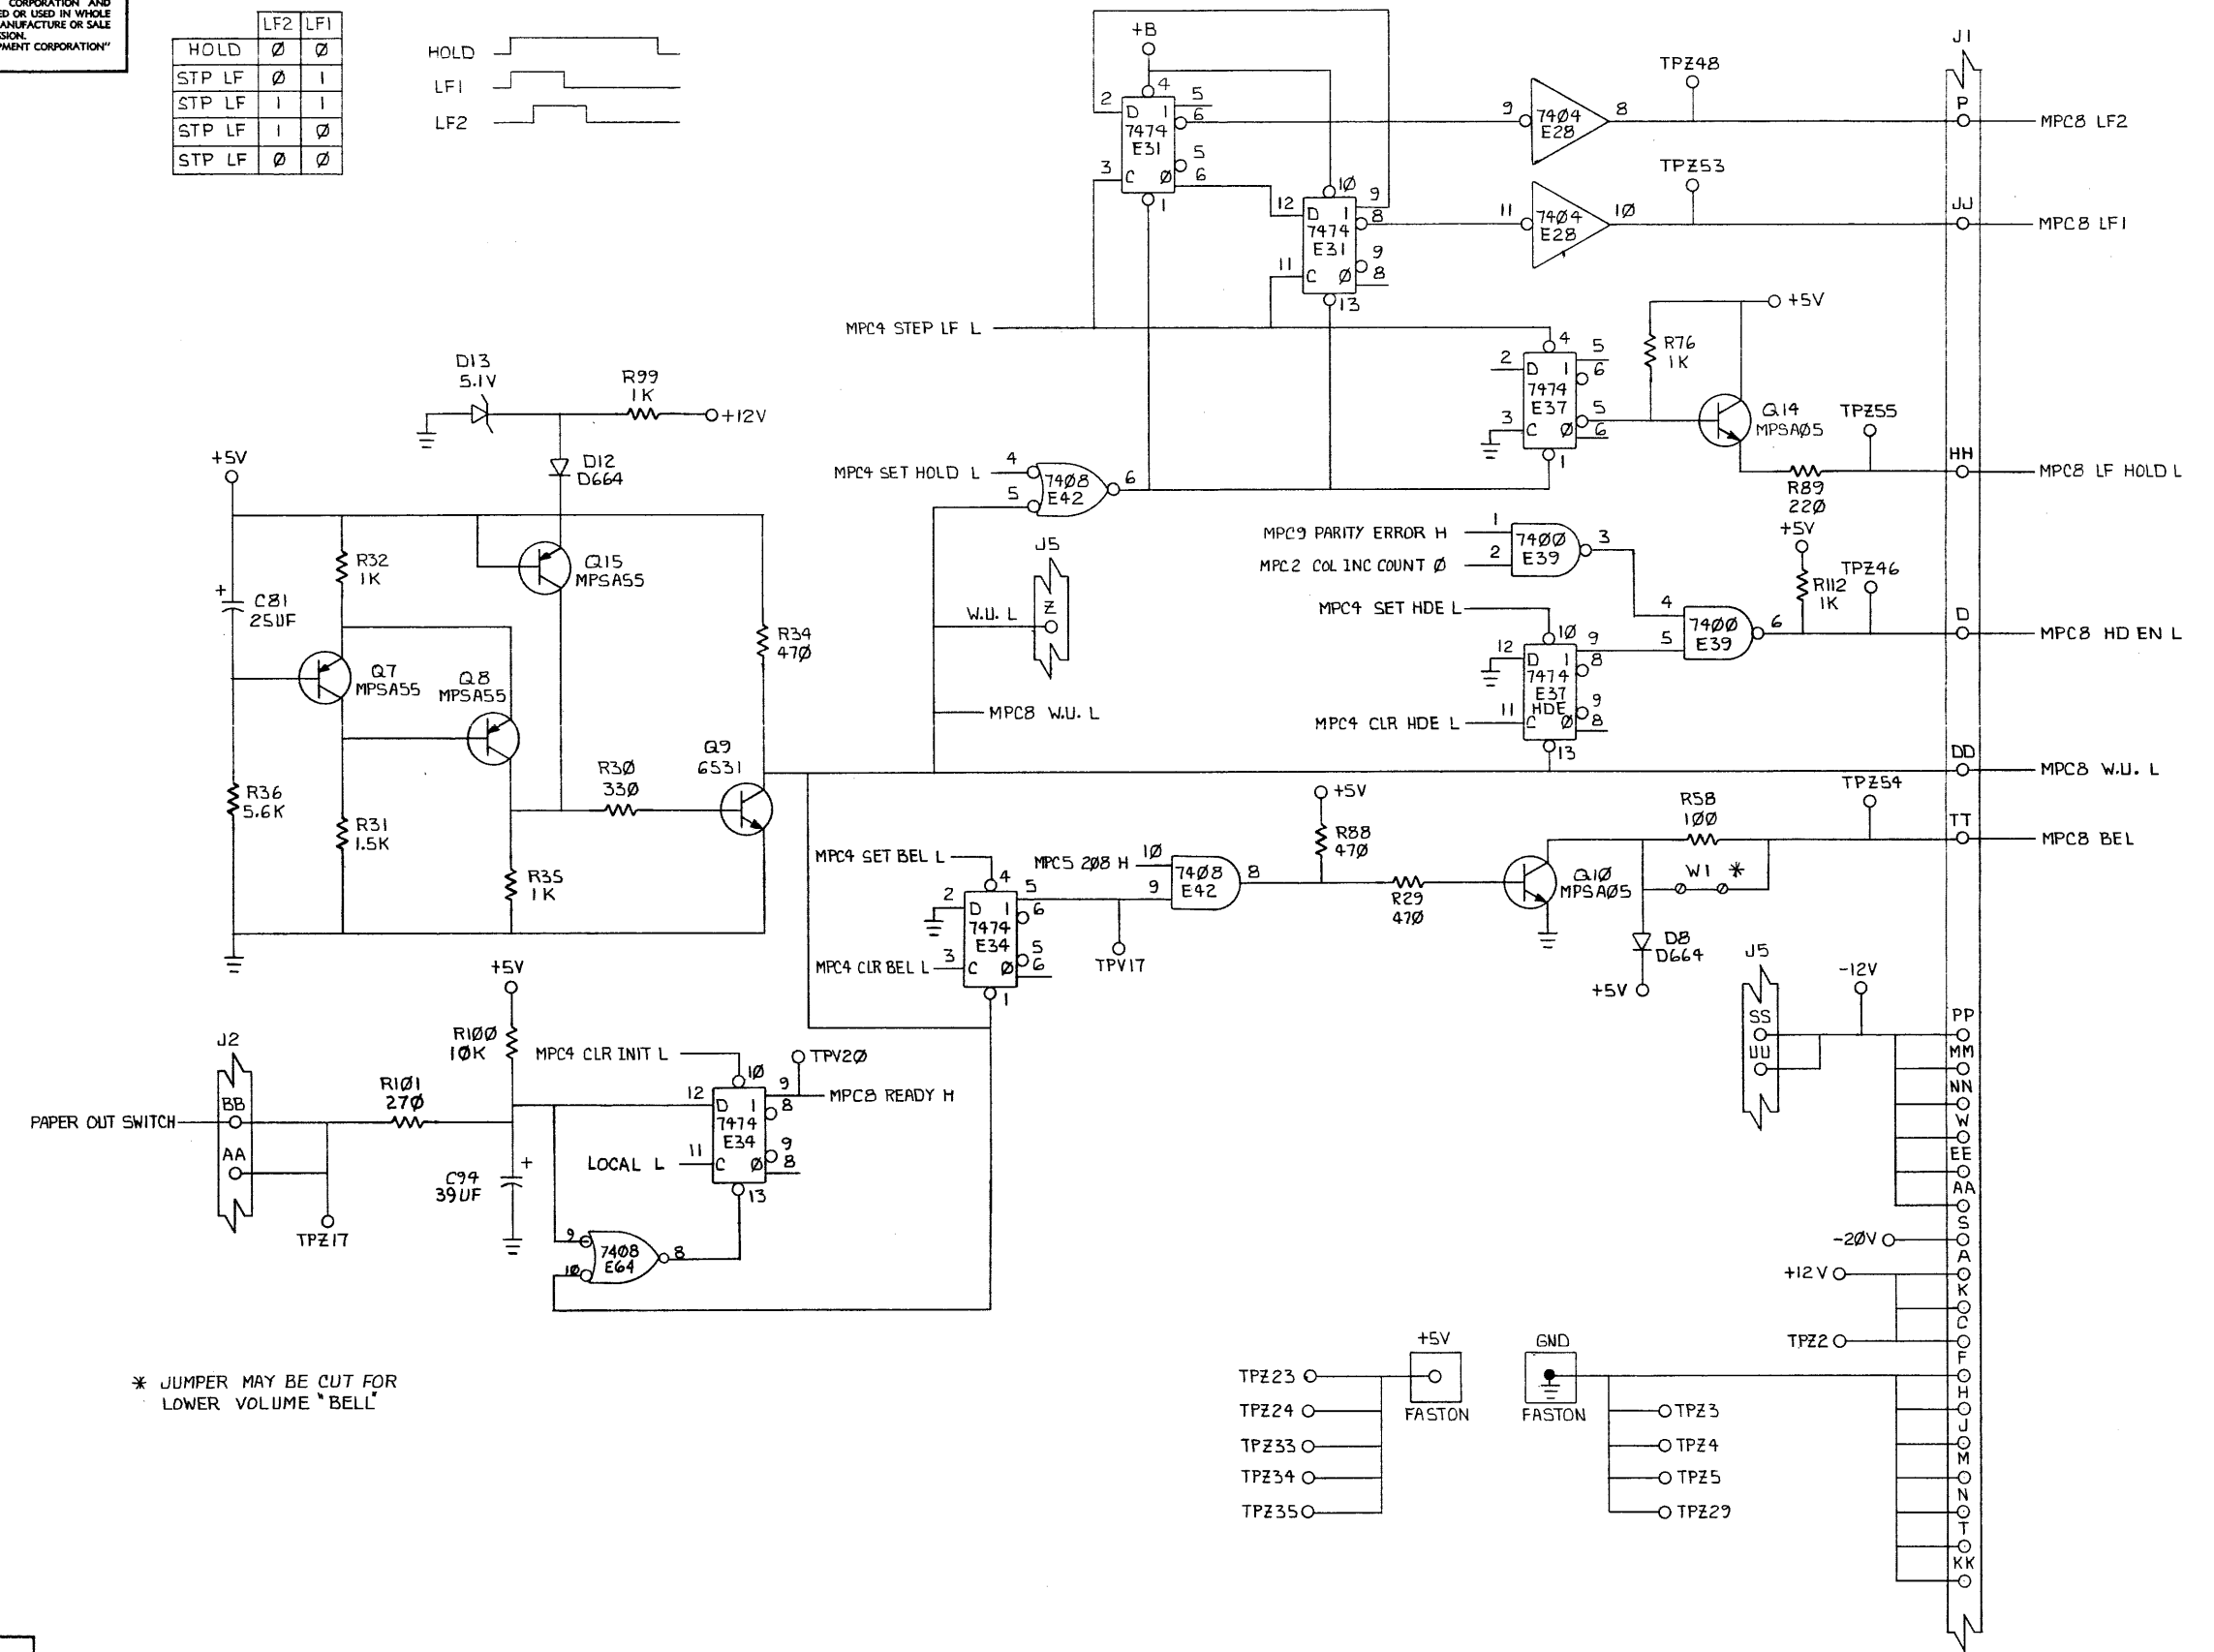 CORPORATION AND
ED OR USED IN WHOLE
ANUFACTURE OR SALE
SSION.
PMENT CORPORATION"
LF2 LF1
HOLD Ø Ø
STP LF Ø 1
STP LF 1 1
STP LF 1 Ø
STP LF Ø Ø
HOLD
LF1
LF2
+B
4
2 D 1 5
6
7474
E31
5
3 C Ø 6
1
10
12 D 1 9
8
7474
E31
9
11 C Ø 8
13
9 7404 8
E28
TPZ48
11 7404 10
E28
TPZ53
J1
P
MPC8 LF2
JJ
MPC8 LF1
MPC4 STEP LF L
4
2 D 1 5
6
7474
E37
5
3 C Ø 6
1
R76
1K
+5V
Q14
MPSAØ5
TPZ55
R89
22Ø
HH
MPC8 LF HOLD L
D13
5.1V
R99
1K
+12V
D12
D664
+5V
R32
1K
Q15
MPSA55
+
C81
25UF
Q7
MPSA55
Q8
MPSA55
R34
47Ø
R36
5.6K
R31
1.5K
R35
1K
R3Ø
33Ø
Q9
6531
MPC4 SET HOLD L
4
5
7408
E42
6
J5
W.U. L
Z
MPC8 W.U. L
MPC9 PARITY ERROR H
1
MPC2 COL INC COUNT Ø
2
7400
E39
3
MPC4 SET HDE L
10
12 D 1 9
8
7474
E37
HDE
9
MPC4 CLR HDE L
11 C Ø 8
13
4
5
7400
E39
6
+5V
R112
1K
TPZ46
D
MPC8 HD EN L
DD
MPC8 W.U. L
MPC4 SET BEL L
4
2 D 1 5
6
7474
E34
5
MPC4 CLR BEL L
3 C Ø 6
1
TPV17
MPC5 2Ø8 H
10
9
7408
E42
8
+5V
R88
47Ø
R29
47Ø
Q1Ø
MPSAØ5
R58
1ØØ
W1 *
TPZ54
TT
MPC8 BEL
D8
D664
+5V
J2
PAPER OUT SWITCH
BB
AA
TPZ17
R1Ø1
27Ø
+5V
R1ØØ
1ØK
+
C94
39UF
MPC4 CLR INIT L
10
12 D 1 9
8
7474
E34
9
LOCAL L
11 C Ø 8
13
TPV2Ø
MPC8 READY H
9
10
7408
E64
8
J5
SS
UU
-12V
PP
MM
NN
W
EE
AA
S
-2ØV
A
+12V
K
C
TPZ2
F
H
J
M
N
T
KK
+5V
FASTON
TPZ23
TPZ24
TPZ33
TPZ34
TPZ35
GND
FASTON
TPZ3
TPZ4
TPZ5
TPZ29
* JUMPER MAY BE CUT FOR
LOWER VOLUME "BELL"